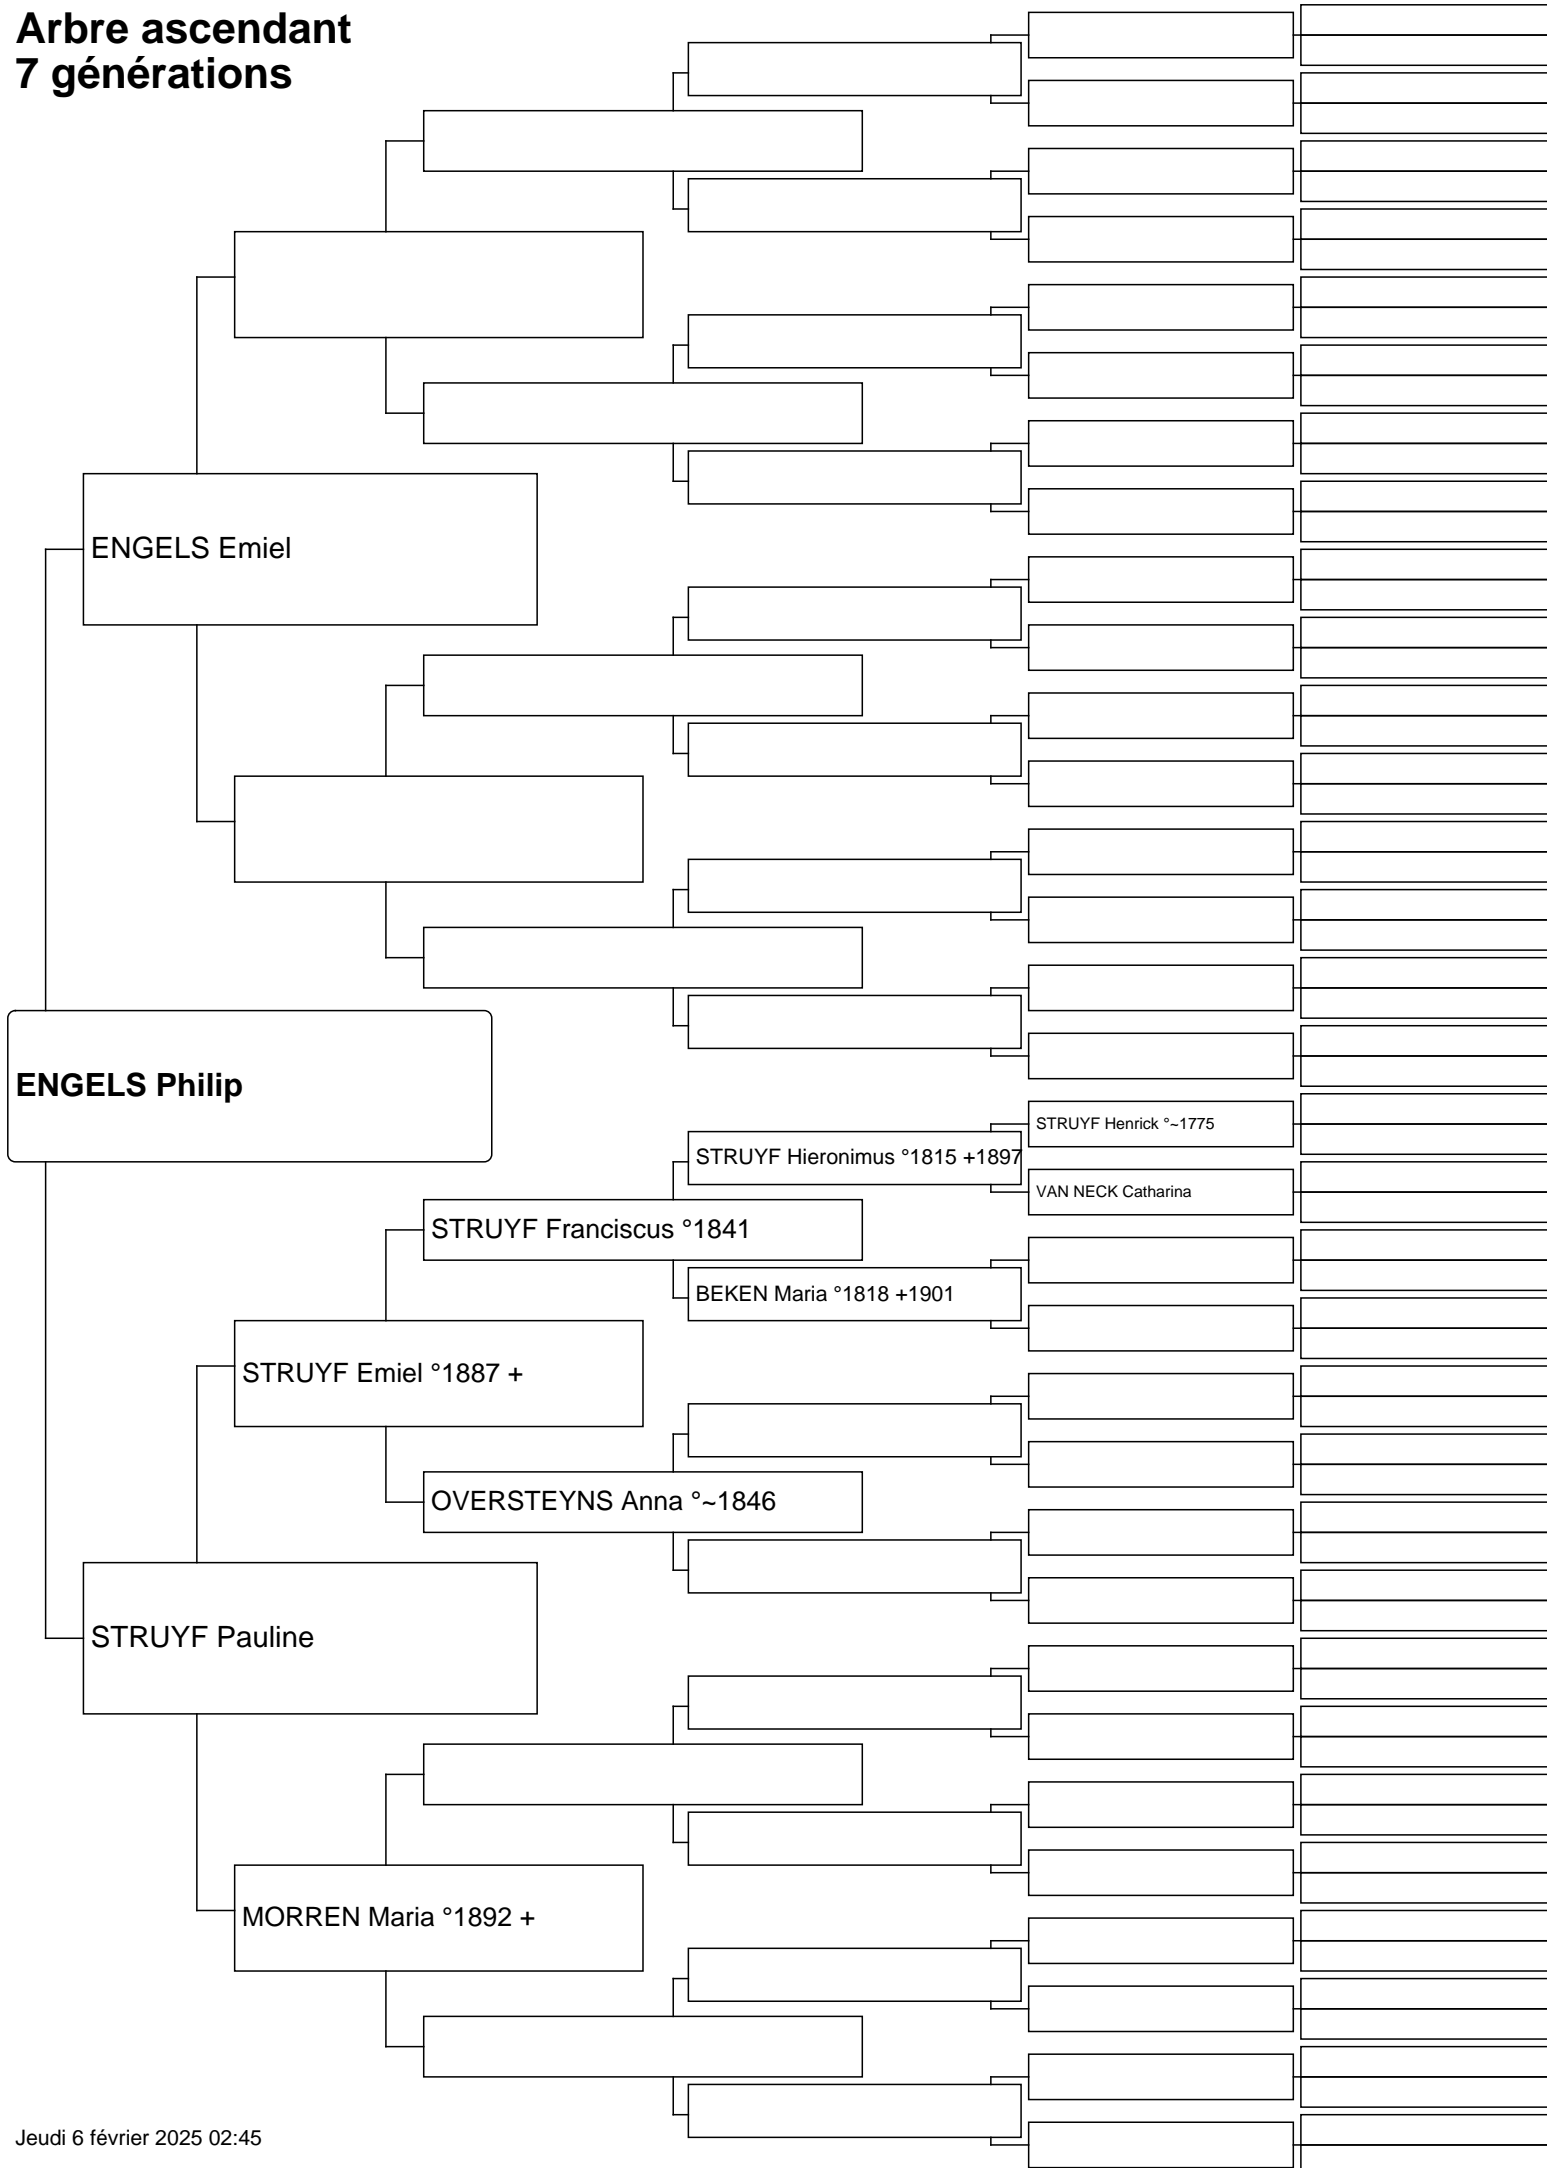 Arbre ascendant
7 générations
ENGELS Emiel
ENGELS Philip
STRUYF Henrick °~1775
STRUYF Hieronimus °1815 +1897
VAN NECK Catharina
STRUYF Franciscus °1841
BEKEN Maria °1818 +1901
STRUYF Emiel °1887 +
OVERSTEYNS Anna °~1846
STRUYF Pauline
MORREN Maria °1892 +
Jeudi 6 février 2025 02:45